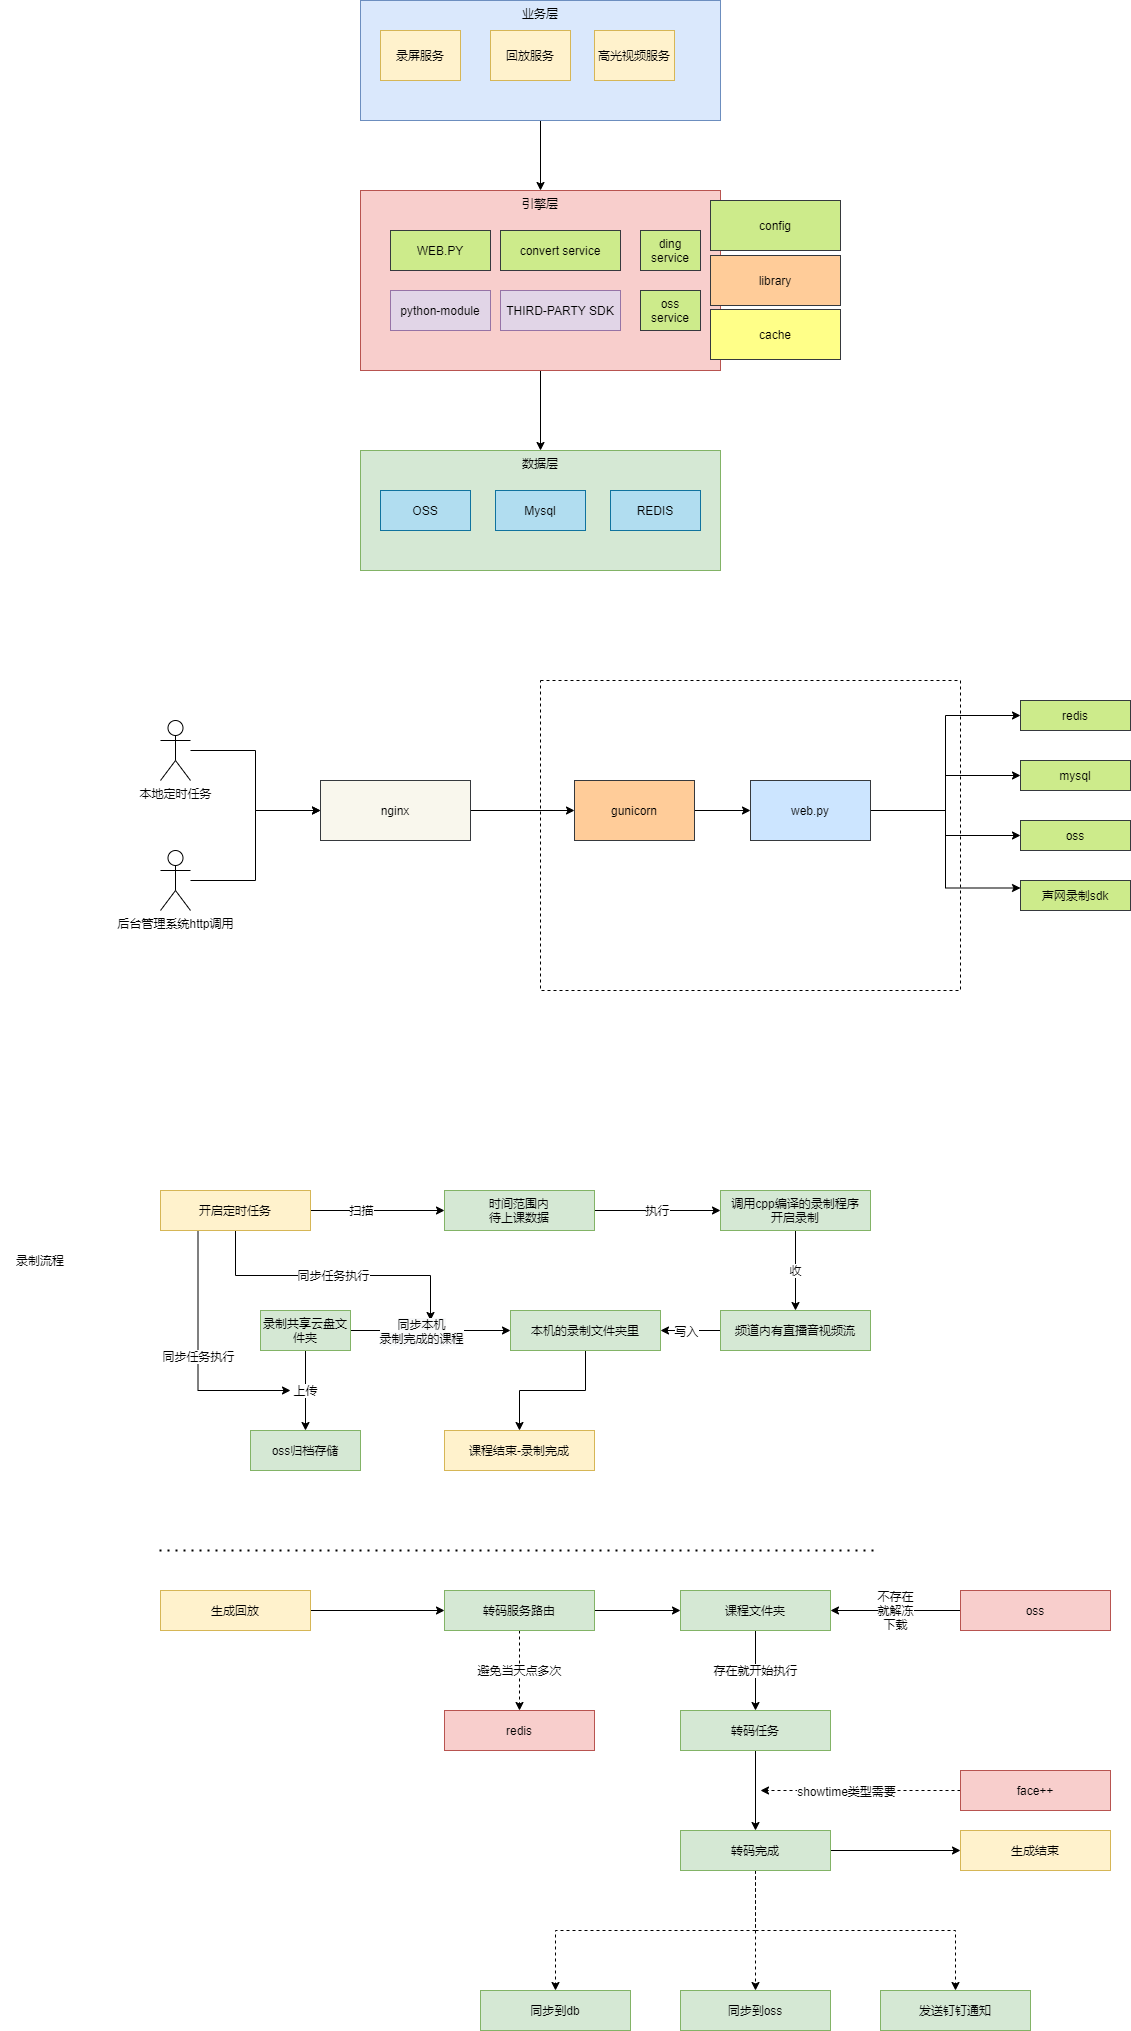 业务层
录屏服务
回放服务
高光视频服务
引擎层
WEB.PY
convert service
ding
service
config
library
python-module
THIRD-PARTY SDK
oss
service
cache
数据层
OSS
Mysql
REDIS
本地定时任务
后台管理系统http调用
nginx
gunicorn
web.py
redis
mysql
oss
声网录制sdk
录制流程
开启定时任务
扫描
时间范围内
待上课数据
执行
调用cpp编译的录制程序
开启录制
收
同步任务执行
录制共享云盘文
件夹
同步本机
录制完成的课程
本机的录制文件夹里
写入
频道内有直播音视频流
同步任务执行
上传
oss归档存储
课程结束-录制完成
生成回放
转码服务路由
课程文件夹
不存在
就解冻
下载
oss
避免当天点多次
存在就开始执行
redis
转码任务
showtime类型需要
face++
转码完成
生成结束
同步到db
同步到oss
发送钉钉通知